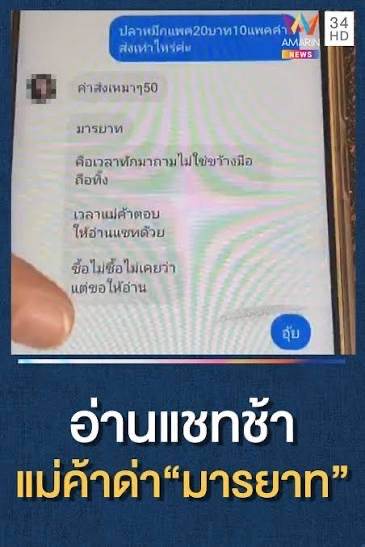 ปลาหมึกแพค20บาท10แพคค่า
ส่งเท่าไหร่ค่ะ
AMARIN
NEWS
34
HD
ค่าส่งเหมาๆ50
มารยาท
คือเวลาทักมาถามไม่ใช่ขว้างมือ
ถือทิ้ง
เวลาแม่ค้าตอบ
ให้อ่านแชทด้วย
ซื้อไม่ซื้อไม่เคยว่า
แต่ขอให้อ่าน
อุ้บ
อ่านแชทช้า
แม่ค้าด่า“มารยาท”